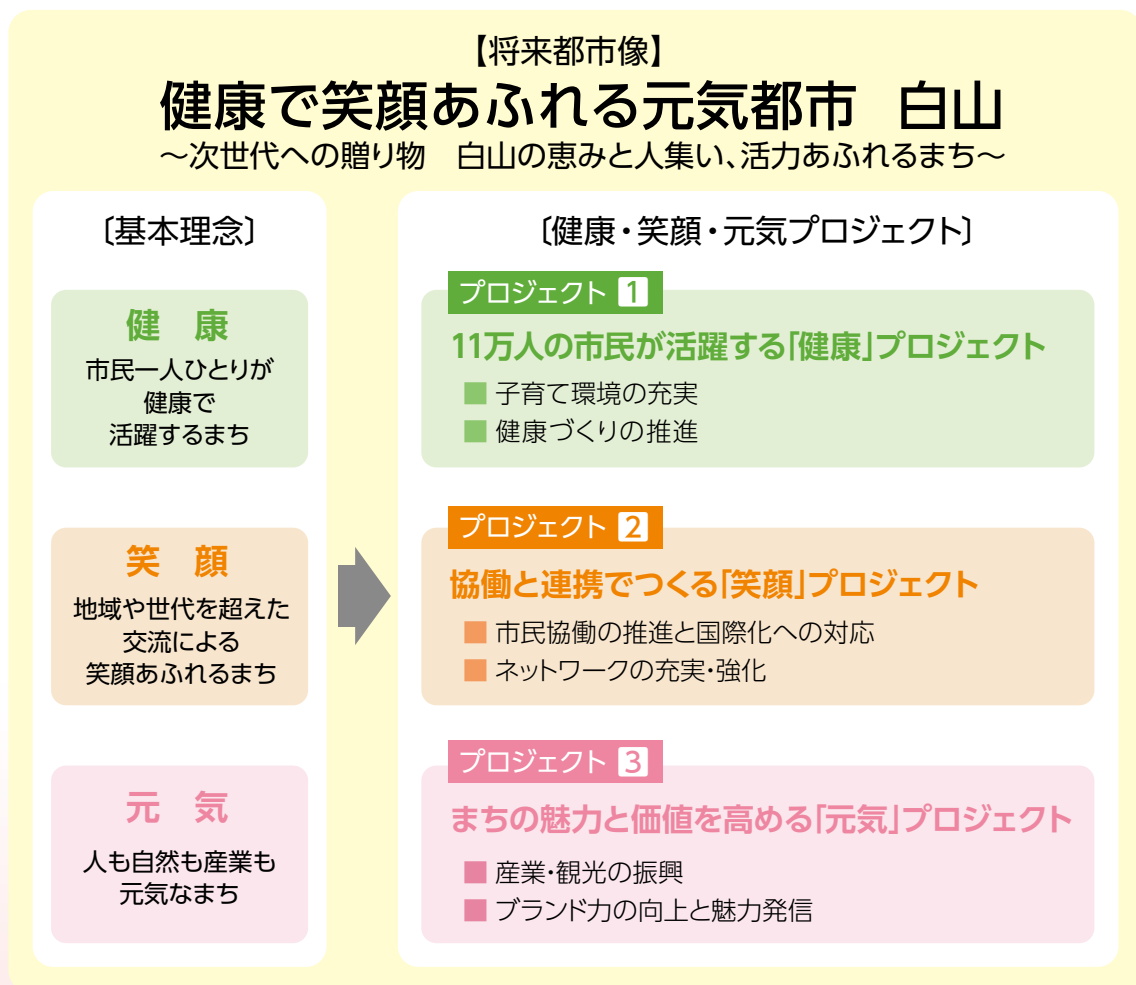 【将来都市像】
健康で笑顔あふれる元気都市　白山
～次世代への贈り物　白山の恵みと人集い、活力あふれるまち～
〔基本理念〕
健　康
市民一人ひとりが
健康で
活躍するまち
笑　顔
地域や世代を超えた
交流による
笑顔あふれるまち
元　気
人も自然も産業も
元気なまち
〔健康・笑顔・元気プロジェクト〕
プロジェクト 1
11万人の市民が活躍する「健康」プロジェクト
■ 子育て環境の充実
■ 健康づくりの推進
プロジェクト 2
協働と連携でつくる「笑顔」プロジェクト
■ 市民協働の推進と国際化への対応
■ ネットワークの充実・強化
プロジェクト 3
まちの魅力と価値を高める「元気」プロジェクト
■ 産業・観光の振興
■ ブランド力の向上と魅力発信